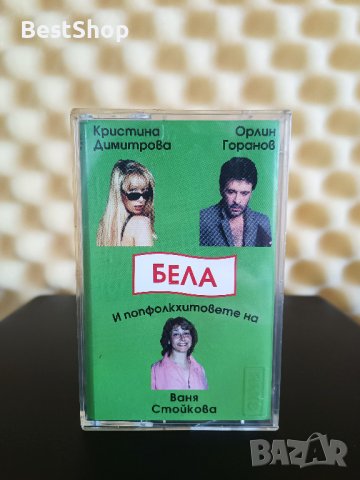 BestShop
Кристина
Димитрова
Орлин
Горанов
БЕЛА
И попфолкхитовете на
Ваня
Стойкова
BAZAR